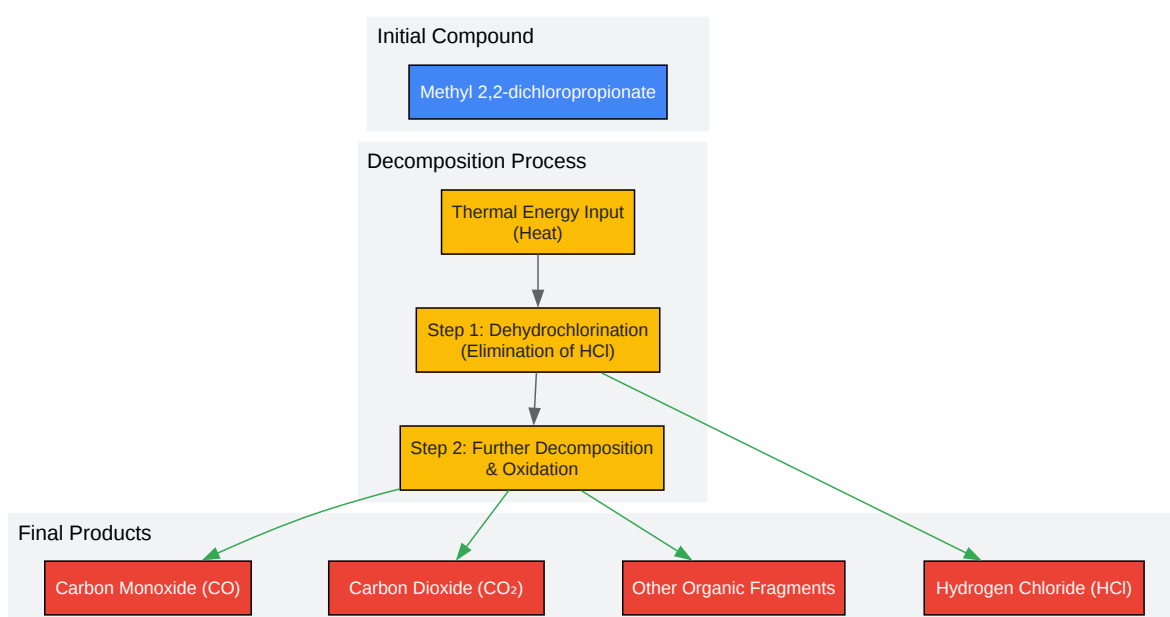 Initial Compound
Methyl 2,2-dichloropropionate
Decomposition Process
Thermal Energy Input
(Heat)
Step 1: Dehydrochlorination
(Elimination of HCl)
Step 2: Further Decomposition
& Oxidation
Final Products
Carbon Monoxide (CO)
Carbon Dioxide (CO₂)
Other Organic Fragments
Hydrogen Chloride (HCl)